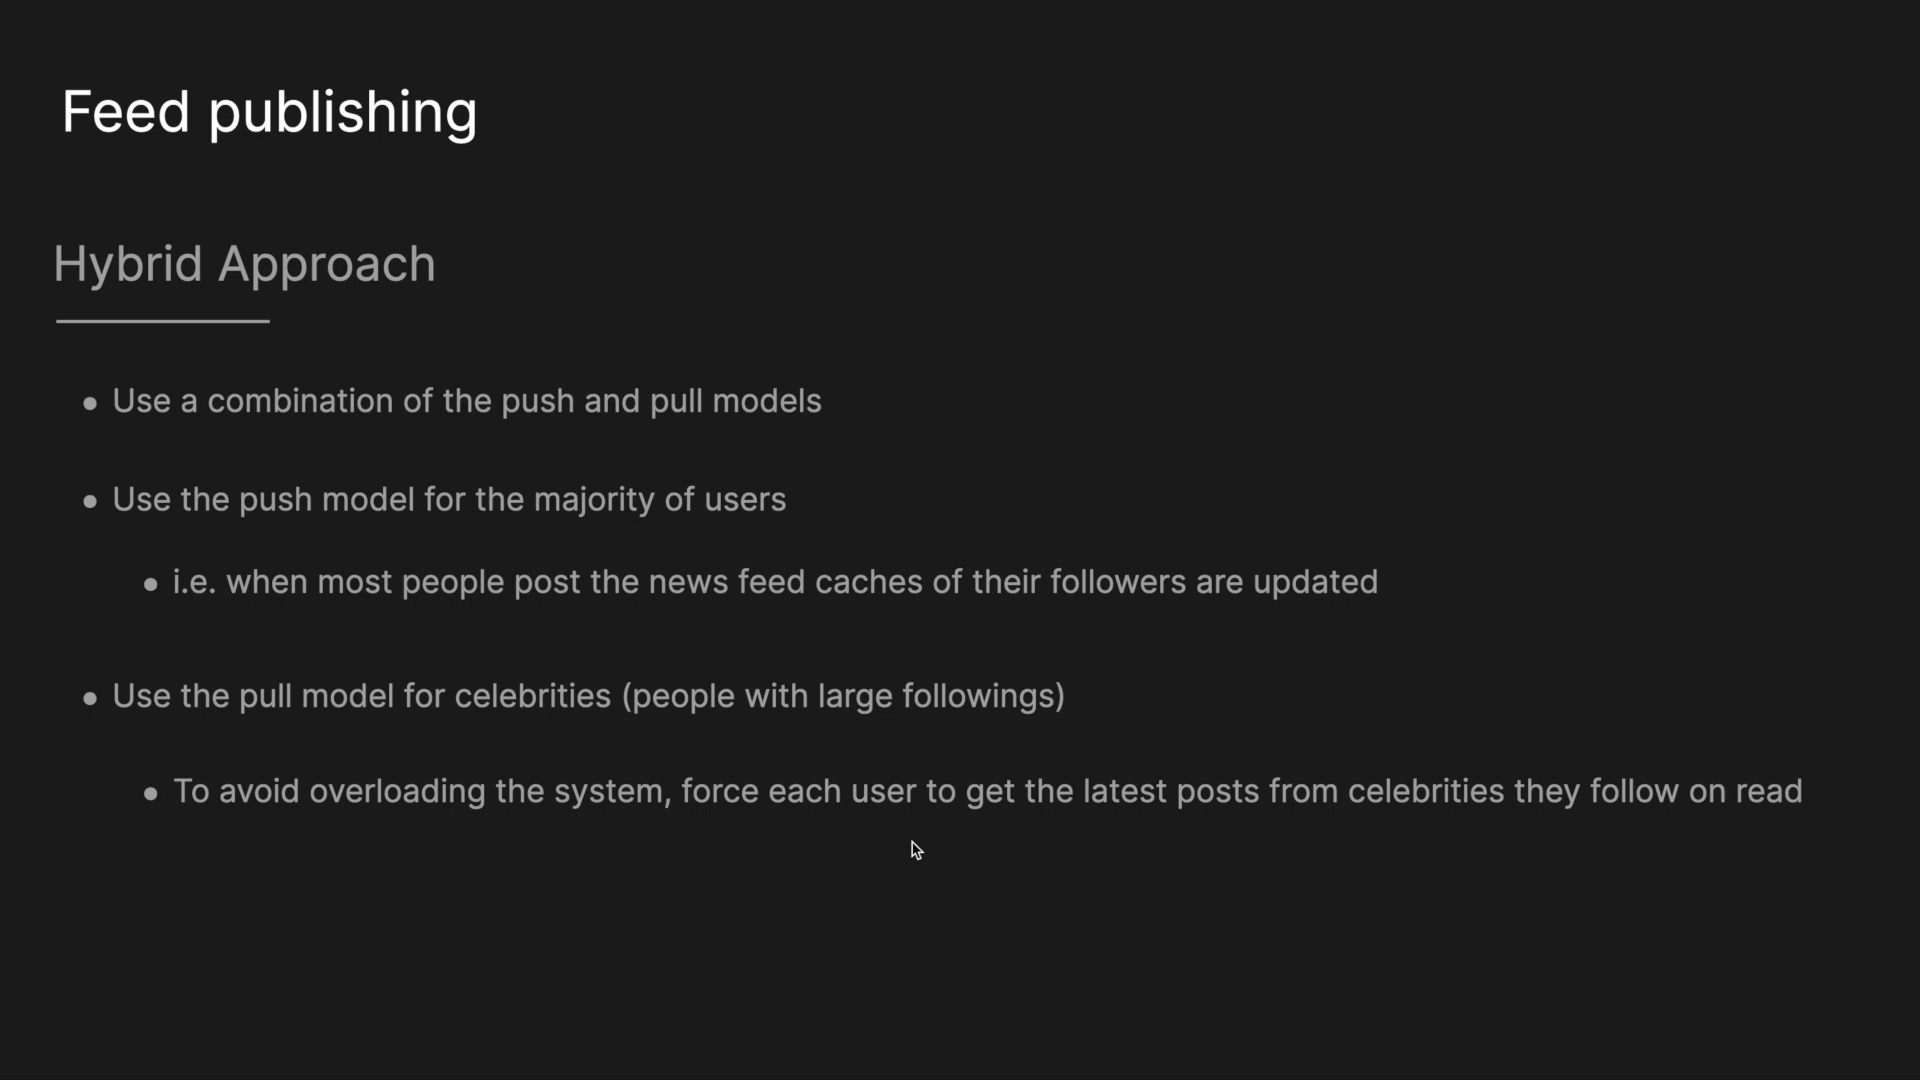 Feed publishing
Hybrid Approach
• Use a combination of the push and pull models
• Use the push model for the majority of users
• i.e. when most people post the news feed caches of their followers are updated
• Use the pull model for celebrities (people with large followings)
• To avoid overloading the system, force each user to get the latest posts from celebrities they follow on read